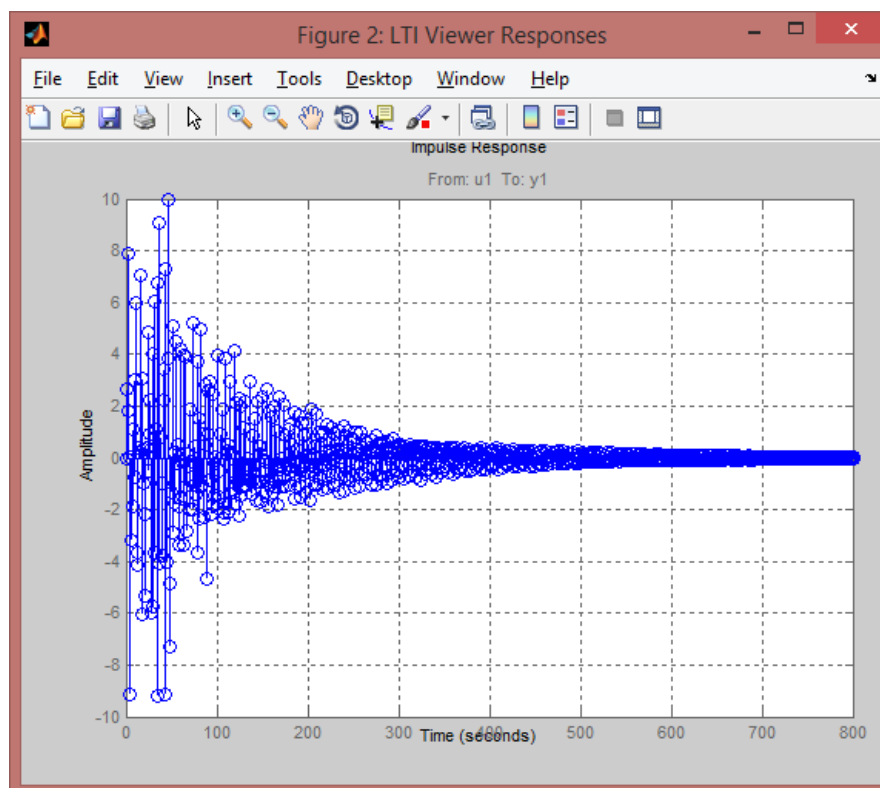 Figure 2: LTI Viewer Responses
File Edit View Insert Tools Desktop Window Help
Impulse Response
From: u1 To: y1
10
8
6
4
2
0
-2
-4
-6
-8
-10
Amplitude
0 100 200 300 400 500 600 700 800
Time (seconds)